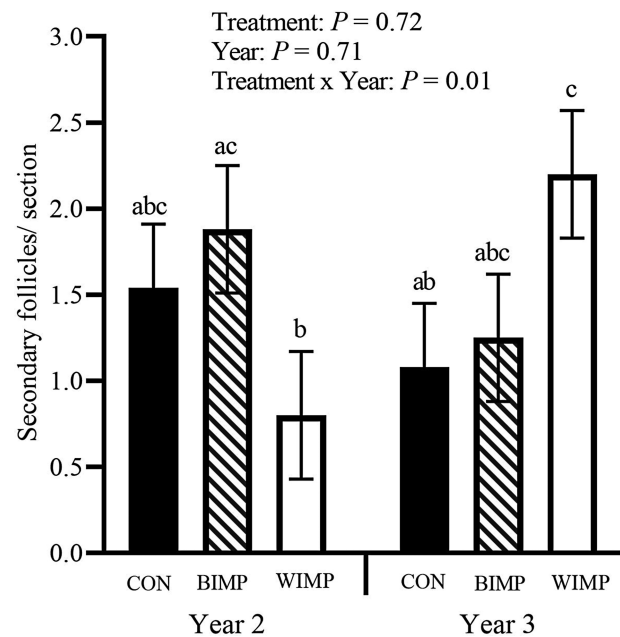 Treatment: P = 0.72
Year: P = 0.71
Treatment x Year: P = 0.01
Secondary follicles/ section
3.0
2.5
2.0
1.5
1.0
0.5
0.0
abc
ac
b
ab
abc
c
CON BIMP WIMP CON BIMP WIMP
Year 2 Year 3